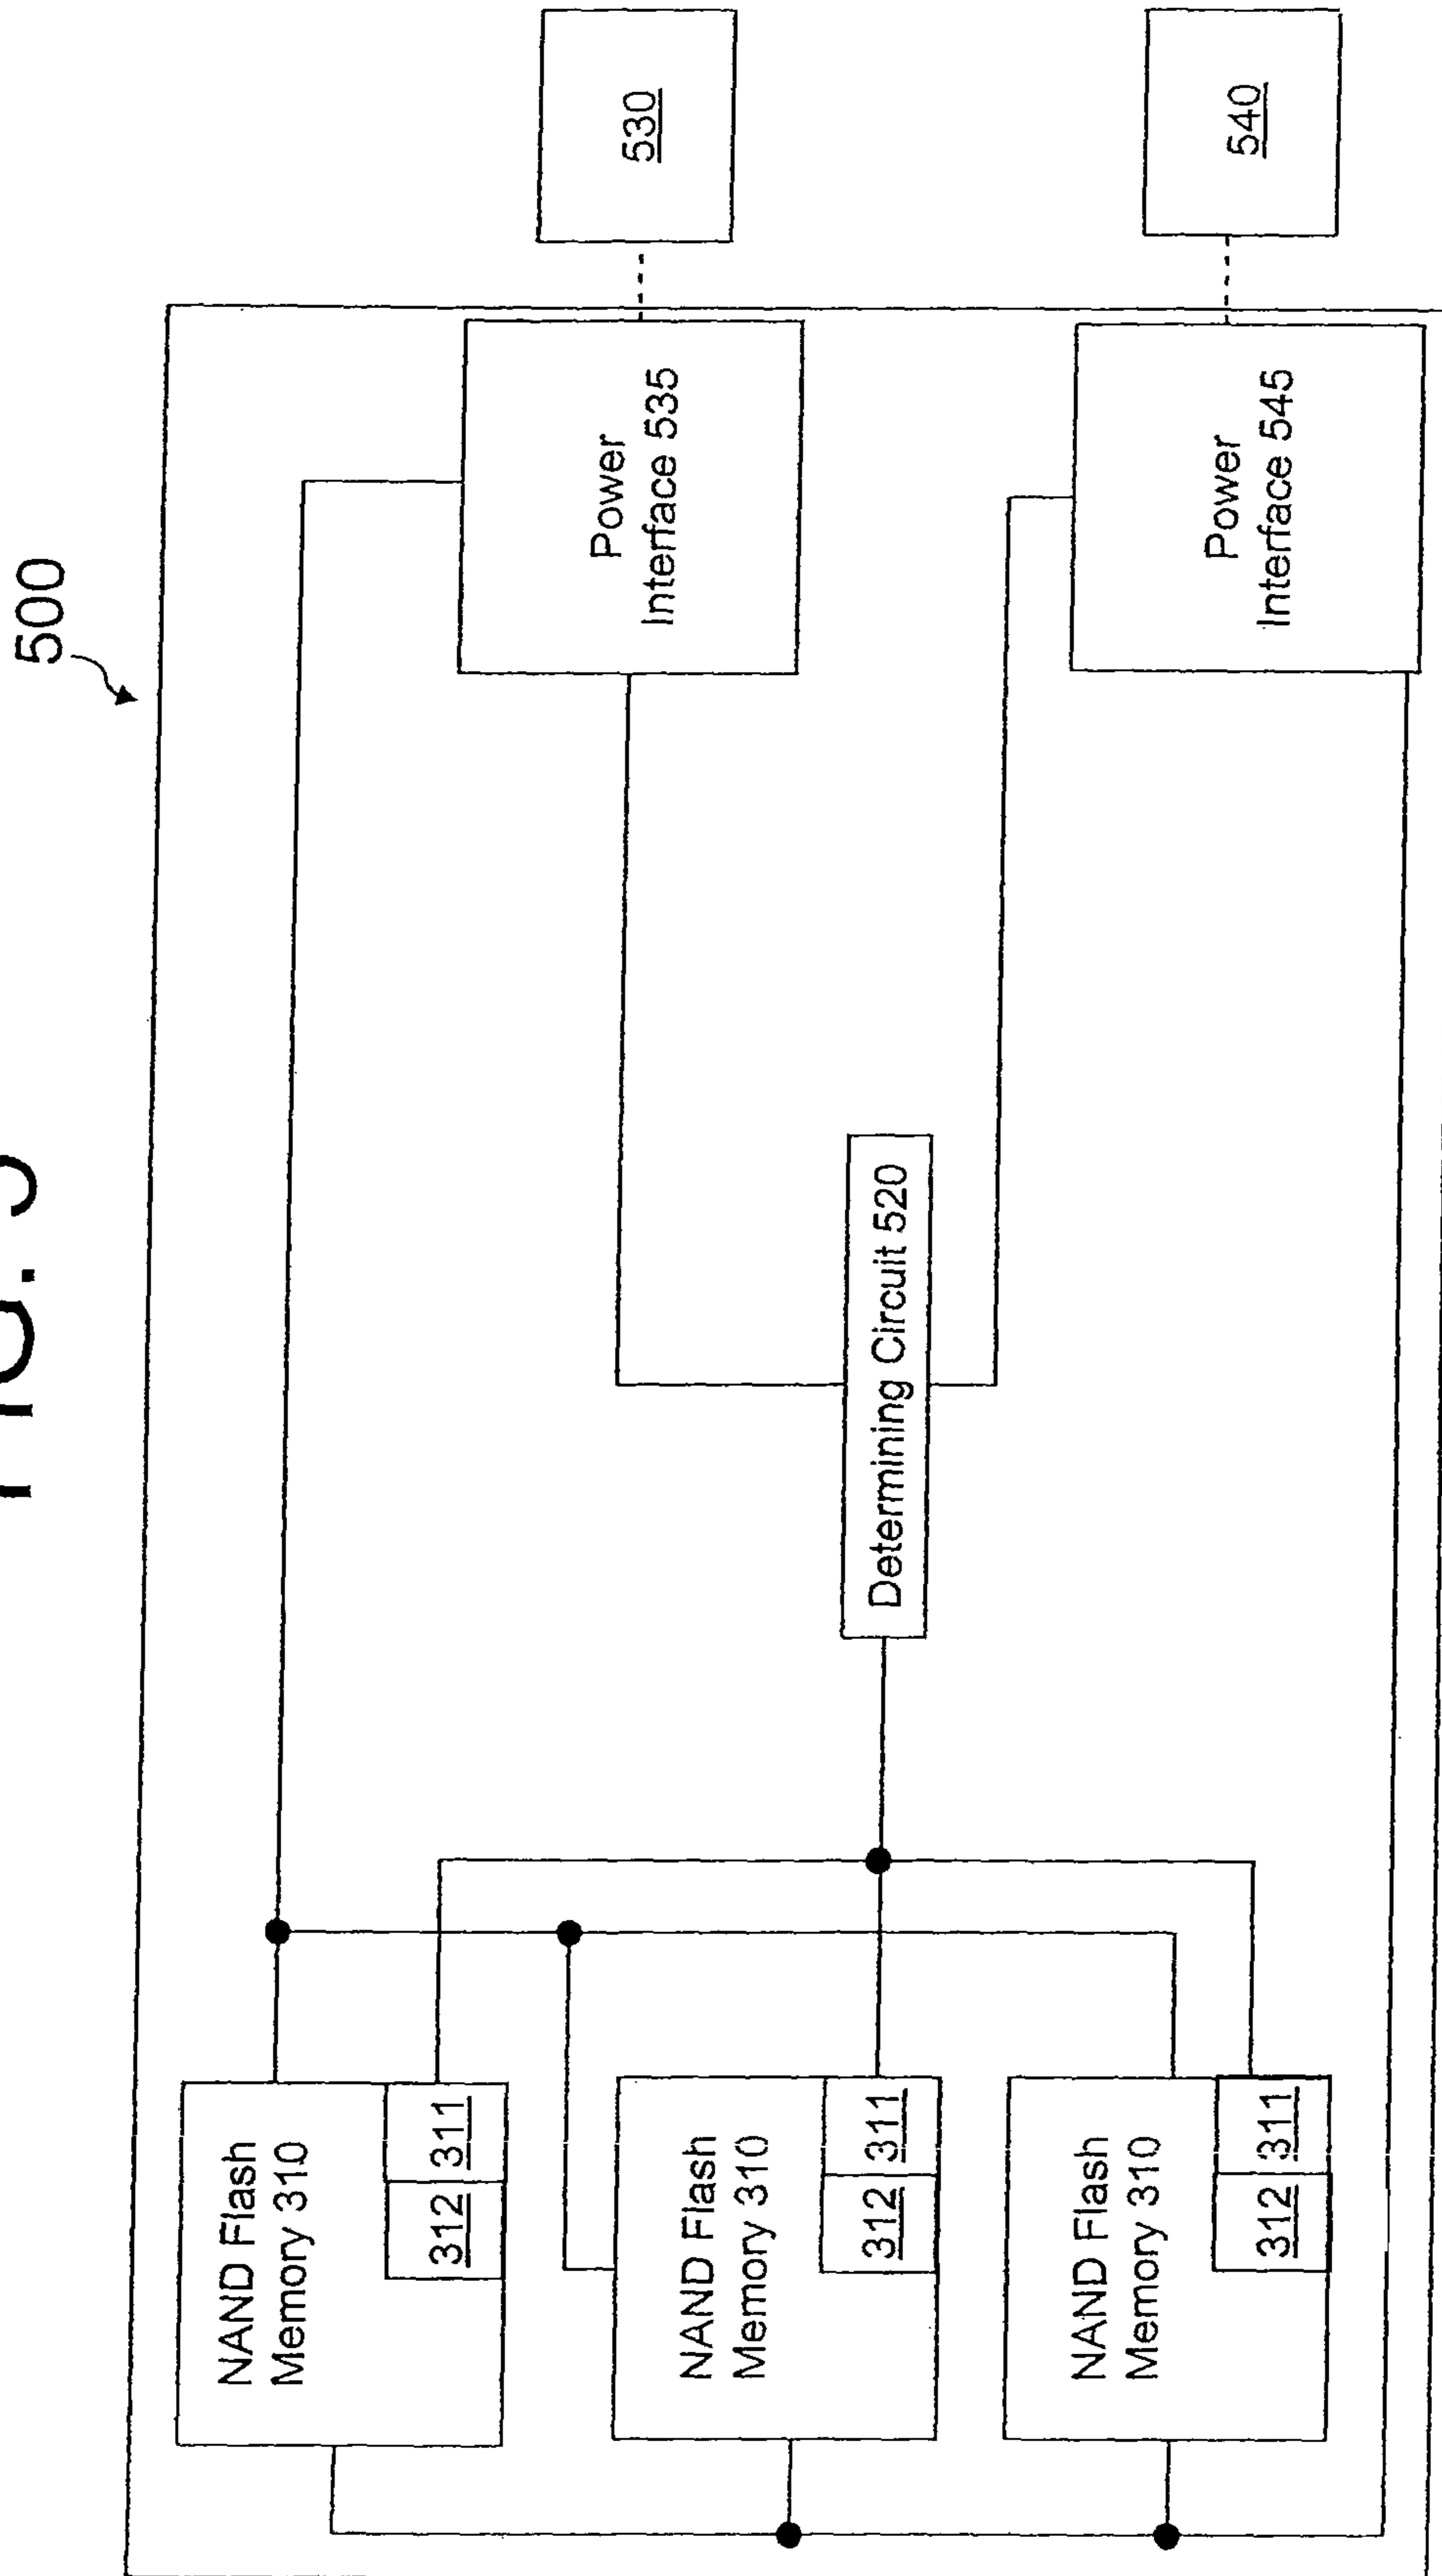 500
NAND Flash
Memory 310
312
311
Power
Interface 535
530
NAND Flash
Memory 310
312
311
Determining Circuit 520
NAND Flash
Memory 310
312
311
Power
Interface 545
540